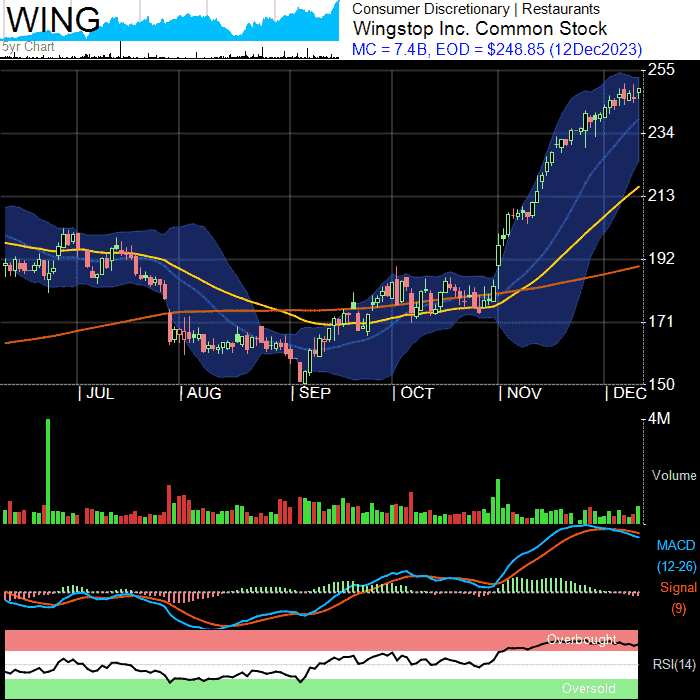 WING
5yr Chart
Consumer Discretionary | Restaurants
Wingstop Inc. Common Stock
MC = 7.4B, EOD = $248.85 (12Dec2023)
255
234
213
192
171
150
JUL AUG SEP OCT NOV DEC
4M
Volume
MACD
(12-26)
Signal
(9)
Overbought
RSI(14)
Oversold